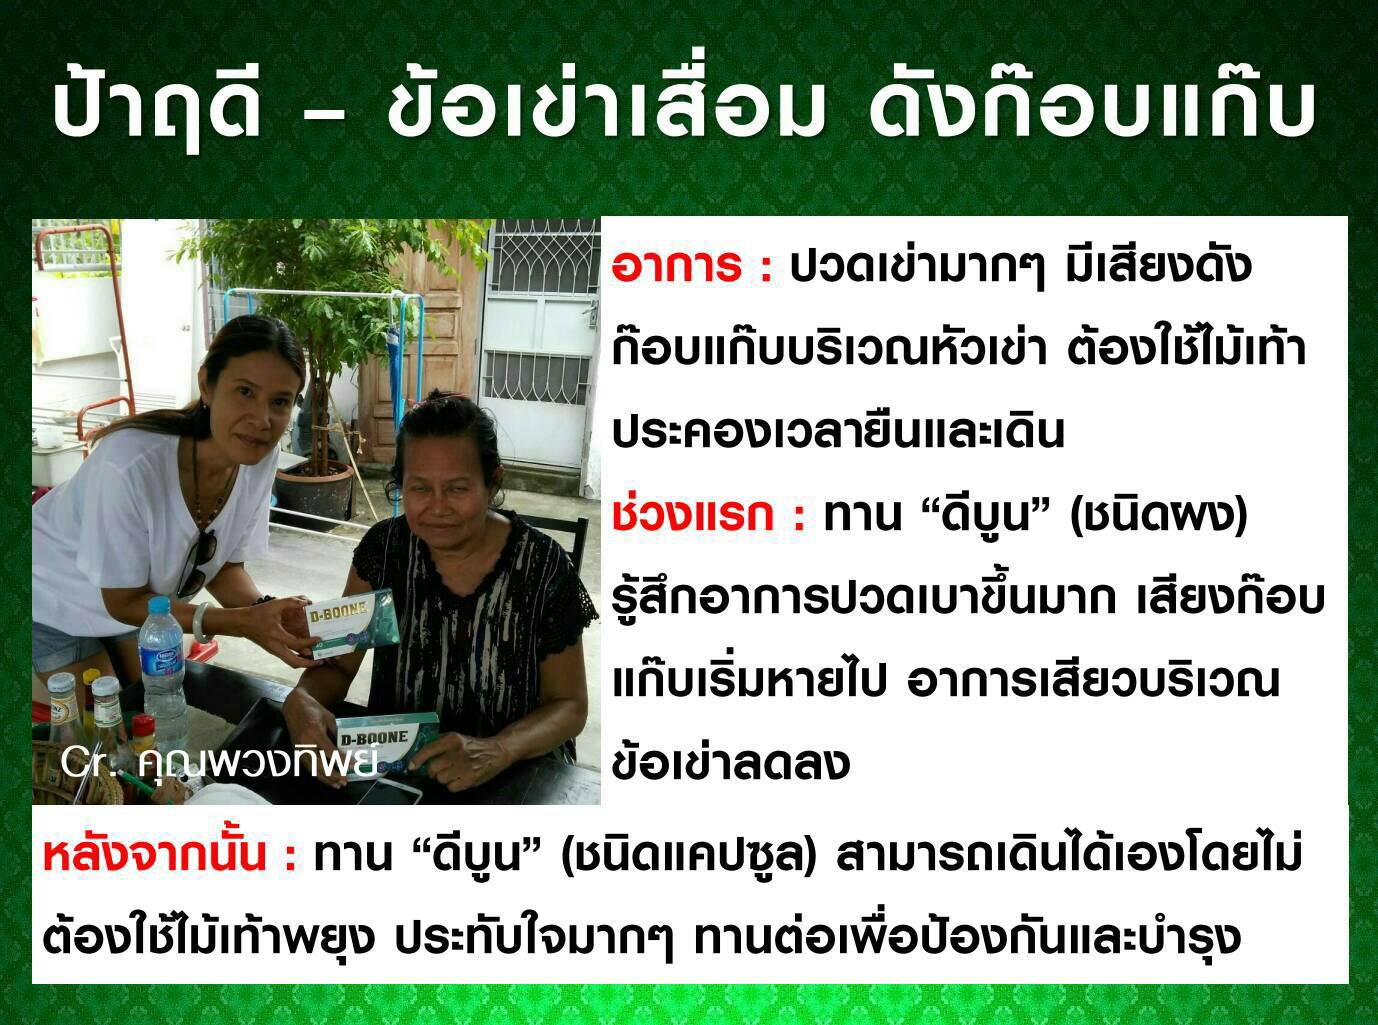 ป้าฤดี – ข้อเข่าเสื่อม ดังก๊อบแก๊บ
อาการ : ปวดเข่ามากๆ มีเสียงดัง
ก๊อบแก๊บบริเวณหัวเข่า ต้องใช้ไม้เท้า
ประคองเวลายืนและเดิน
ช่วงแรก : ทาน “ดีบูน” (ชนิดผง)
รู้สึกอาการปวดเบาขึ้นมาก เสียงก๊อบ
แก๊บเริ่มหายไป อาการเสียวบริเวณ
ข้อเข่าลดลง
D-BOONE
D-BOONE
Cr. คุณพวงทิพย์
หลังจากนั้น : ทาน “ดีบูน” (ชนิดแคปซูล) สามารถเดินได้เองโดยไม่
ต้องใช้ไม้เท้าพยุง ประทับใจมากๆ ทานต่อเพื่อป้องกันและบำรุง